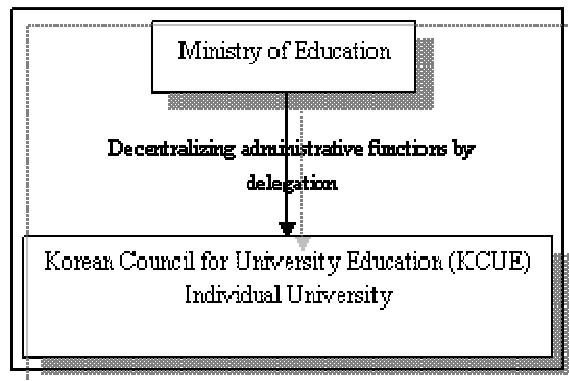 Ministry of Education
Decentralizing administrative functions by
delegation
Korean Council for University Education (KCUE)
Individual University